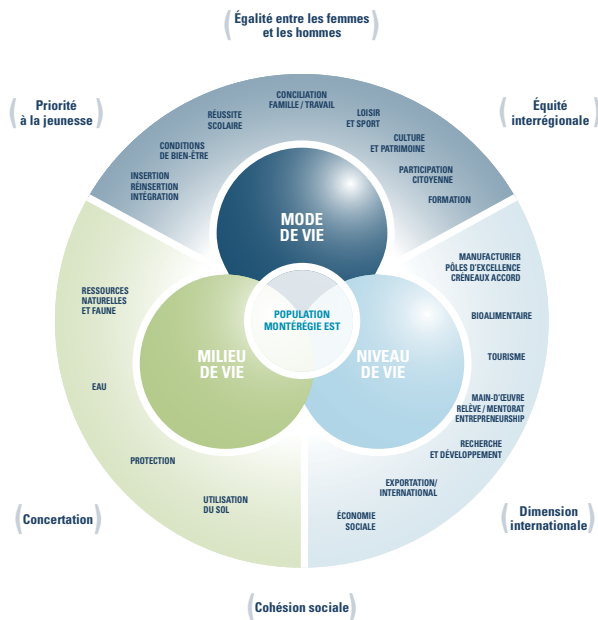 (Égalité entre les femmes
et les hommes)
(Priorité
à la jeunesse)
(Équité
interrégionale)
CONCILIATION
FAMILLE / TRAVAIL
RÉUSSITE
SCOLAIRE
LOISIR
ET SPORT
CONDITIONS
DE BIEN-ÊTRE
CULTURE
ET PATRIMOINE
INSERTION
RÉINSERTION
INTÉGRATION
PARTICIPATION
CITOYENNE
FORMATION
MODE
DE VIE
MANUFACTURIER
PÔLES D'EXCELLENCE
CRÉNEAUX ACCORD
RESSOURCES
NATURELLES
ET FAUNE
BIOALIMENTAIRE
POPULATION
MONTÉRÉGIE EST
MILIEU
DE VIE
NIVEAU
DE VIE
TOURISME
EAU
MAIN-D'ŒUVRE
RELÈVE / MENTORAT
ENTREPRENEURSHIP
RECHERCHE
ET DÉVELOPPEMENT
PROTECTION
EXPORTATION/
INTERNATIONAL
UTILISATION
DU SOL
ÉCONOMIE
SOCIALE
(Concertation)
(Dimension
internationale)
(Cohésion sociale)